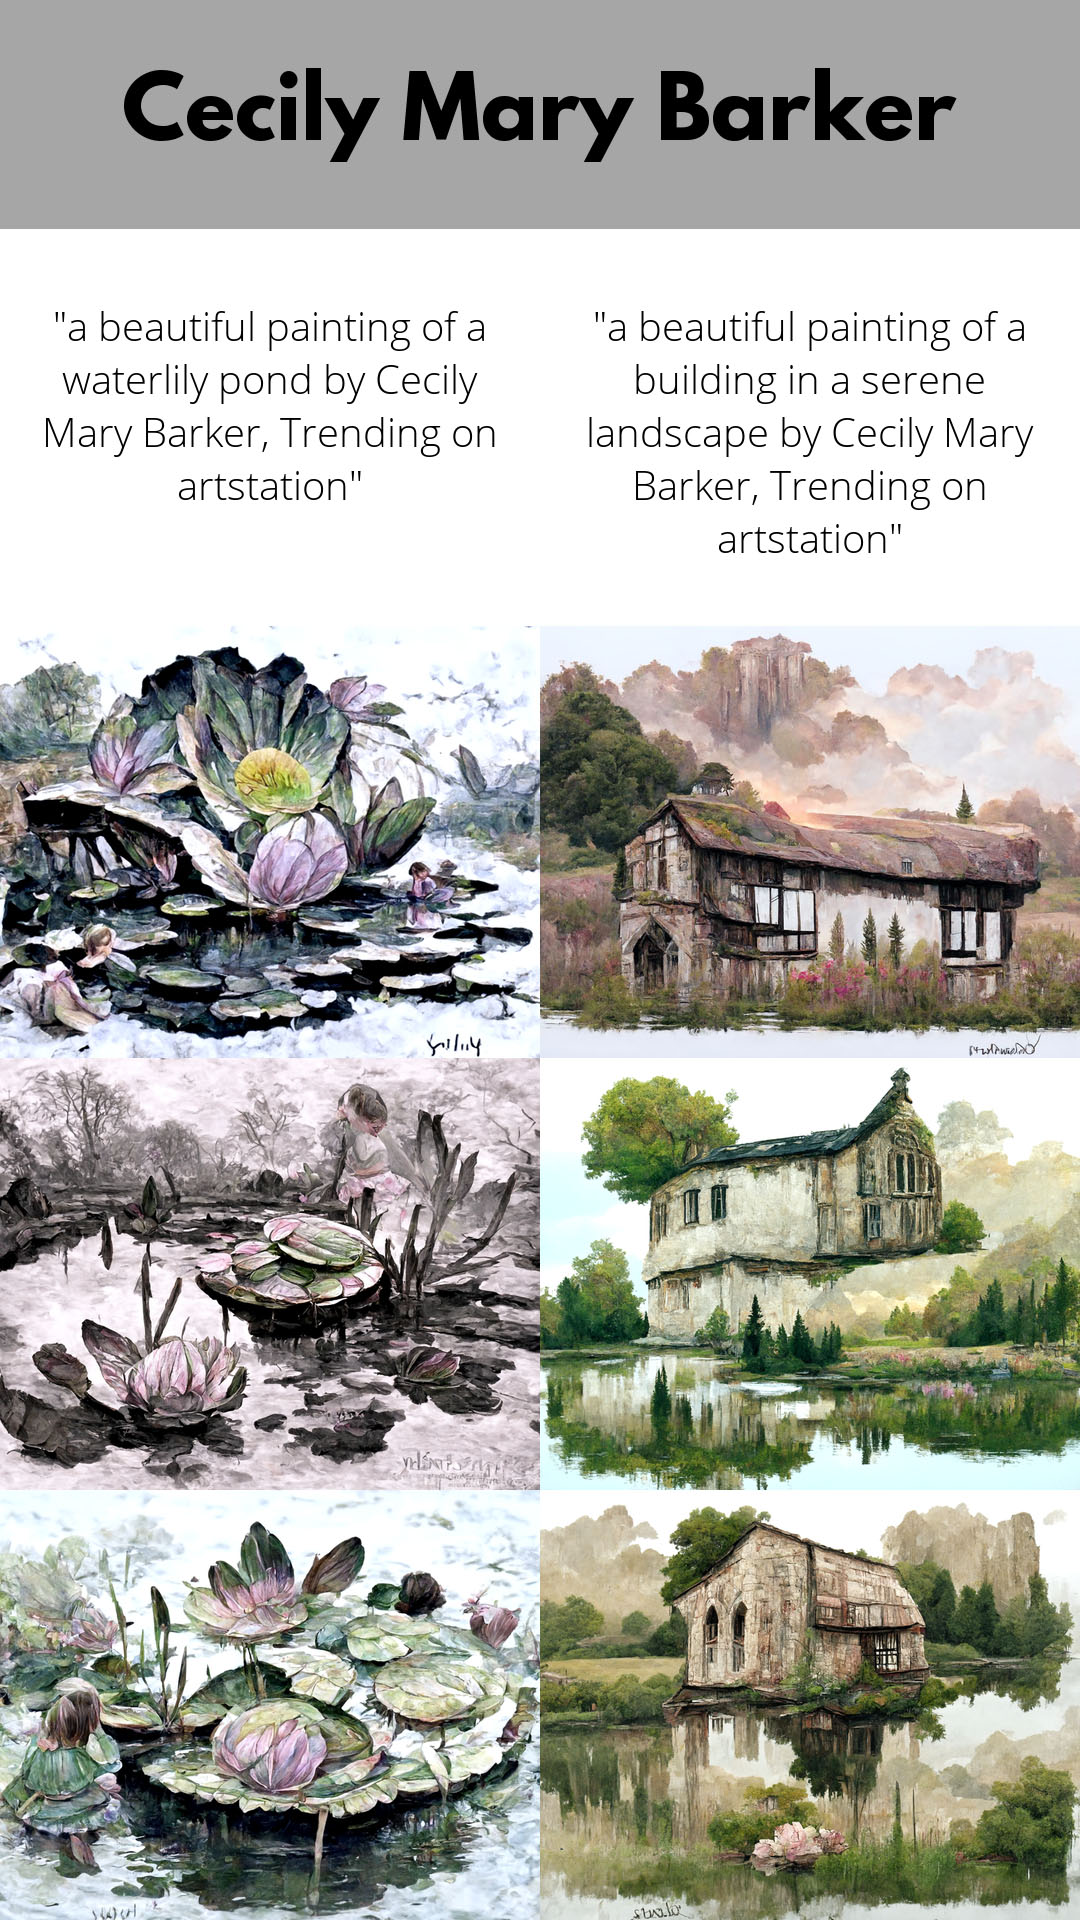 Cecily Mary Barker
"a beautiful painting of a
waterlily pond by Cecily
Mary Barker, Trending on
artstation"
"a beautiful painting of a
building in a serene
landscape by Cecily Mary
Barker, Trending on
artstation"